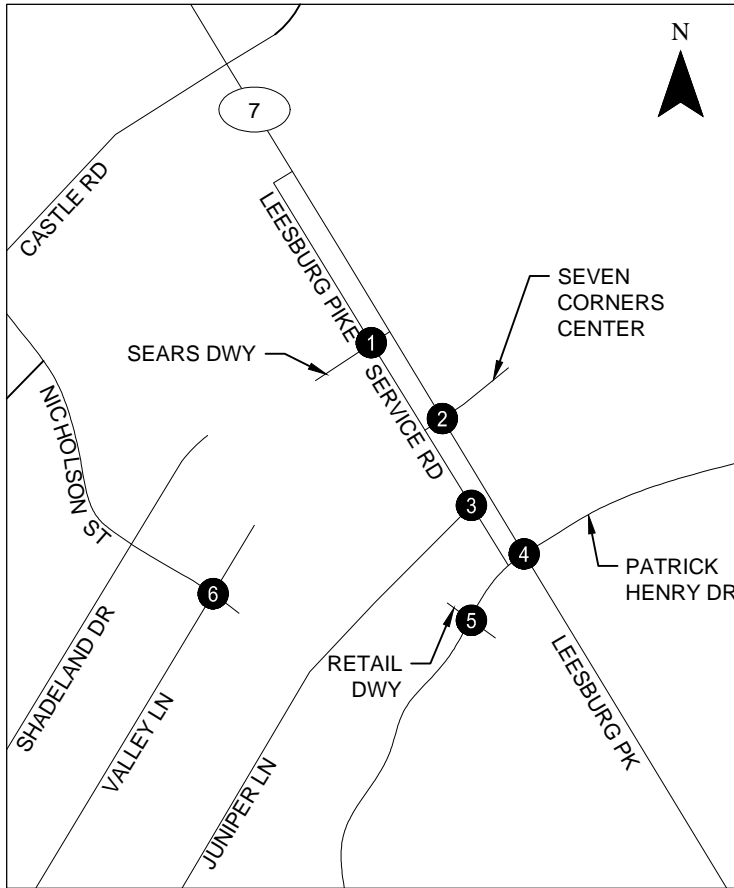 N
7
CASTLE RD
LEESBURG PIKE
SERVICE RD
SEVEN
CORNERS
CENTER
SEARS DWY
1
2
NICHOLSON ST
3
4
PATRICK
HENRY DR
6
5
SHADELAND DR
RETAIL
DWY
VALLEY LN
LEESBURG PK
JUNIPER LN